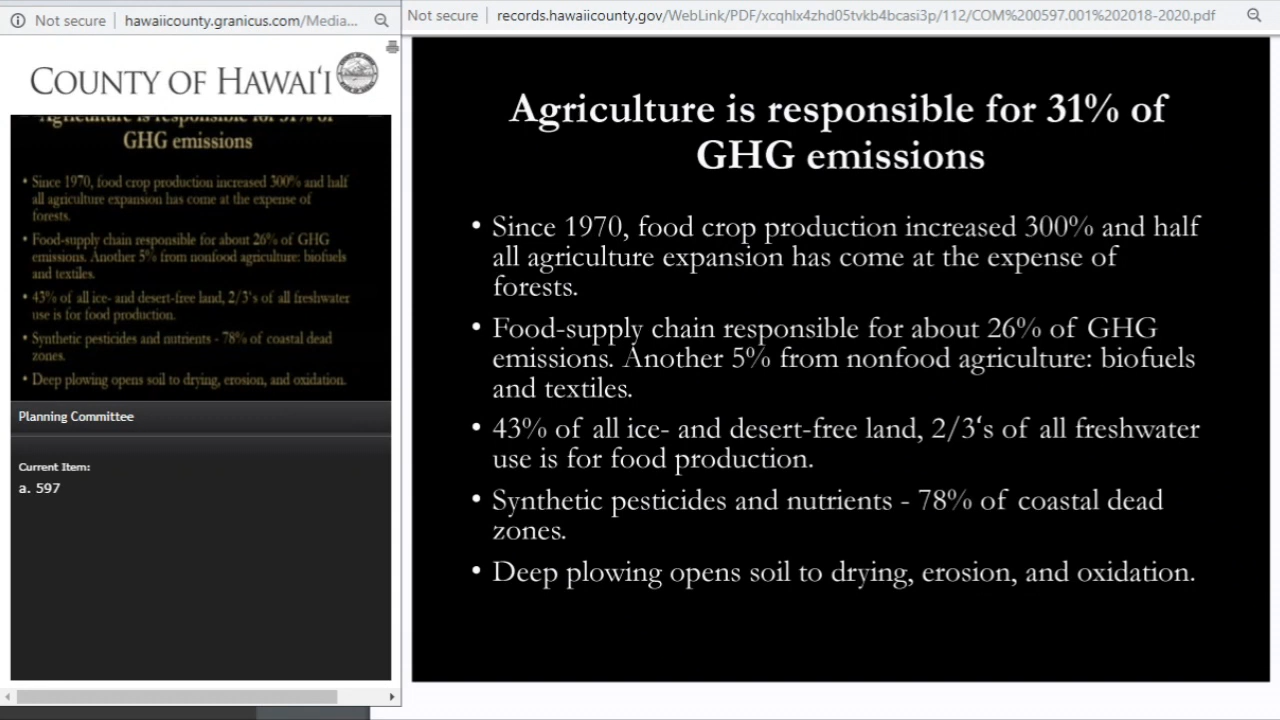 Not secure hawaiicounty.granicus.com/Media...
COUNTY OF HAWAIʻI
Agriculture is responsible for 31% of
GHG emissions
• Since 1970, food crop production increased 300% and half
all agriculture expansion has come at the expense of
forests.
• Food-supply chain responsible for about 26% of GHG
emissions. Another 5% from nonfood agriculture: biofuels
and textiles.
• 43% of all ice- and desert-free land, 2/3's of all freshwater
use is for food production.
• Synthetic pesticides and nutrients - 78% of coastal dead
zones.
• Deep plowing opens soil to drying, erosion, and oxidation.
Planning Committee
Current Item:
a. 597
Not secure records.hawaiicounty.gov/WebLink/PDF/xcqhlx4zhd05tvkb4bcasi3p/112/COM%200597.001%202018-2020.pdf
Agriculture is responsible for 31% of
GHG emissions
• Since 1970, food crop production increased 300% and half
all agriculture expansion has come at the expense of
forests.
• Food-supply chain responsible for about 26% of GHG
emissions. Another 5% from nonfood agriculture: biofuels
and textiles.
• 43% of all ice- and desert-free land, 2/3‘s of all freshwater
use is for food production.
• Synthetic pesticides and nutrients - 78% of coastal dead
zones.
• Deep plowing opens soil to drying, erosion, and oxidation.